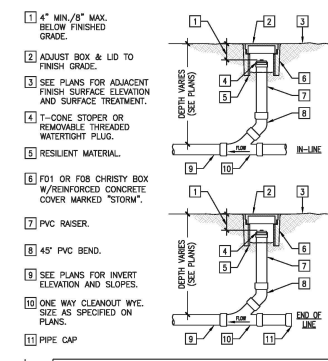 1 4" MIN./8" MAX.
BELOW FINISHED
GRADE.
2 ADJUST BOX & LID TO
FINISH GRADE.
3 SEE PLANS FOR ADJACENT
FINISH SURFACE ELEVATION
AND SURFACE TREATMENT.
4 T-CONE STOPER OR
REMOVABLE THREADED
WATERTIGHT PLUG.
5 RESILIENT MATERIAL.
6 F01 OR F08 CHRISTY BOX
W/REINFORCED CONCRETE
COVER MARKED "STORM".
7 PVC RAISER.
8 45° PVC BEND.
9 SEE PLANS FOR INVERT
ELEVATION AND SLOPES.
10 ONE WAY CLEANOUT WYE.
SIZE AS SPECIFIED ON
PLANS.
11 PIPE CAP
1 2 3
DEPTH VARIES
(SEE PLANS)
4 6
5 7
8
FLOW
IN-LINE
9 10
1 2 3
DEPTH VARIES
(SEE PLANS)
4 6
5 7
8
FLOW
END OF
LINE
9 10 11